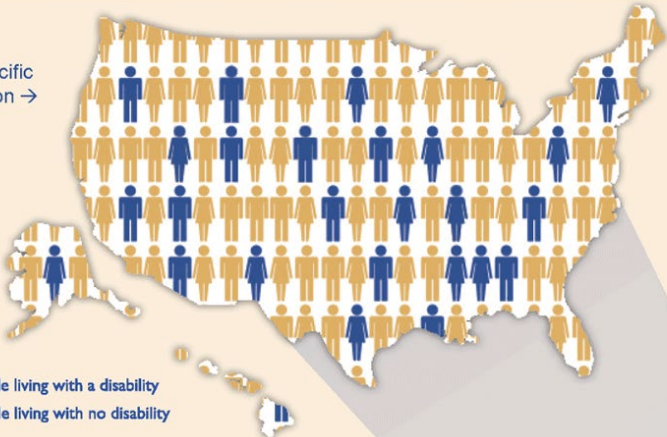 cific
on →
le living with a disability
le living with no disability